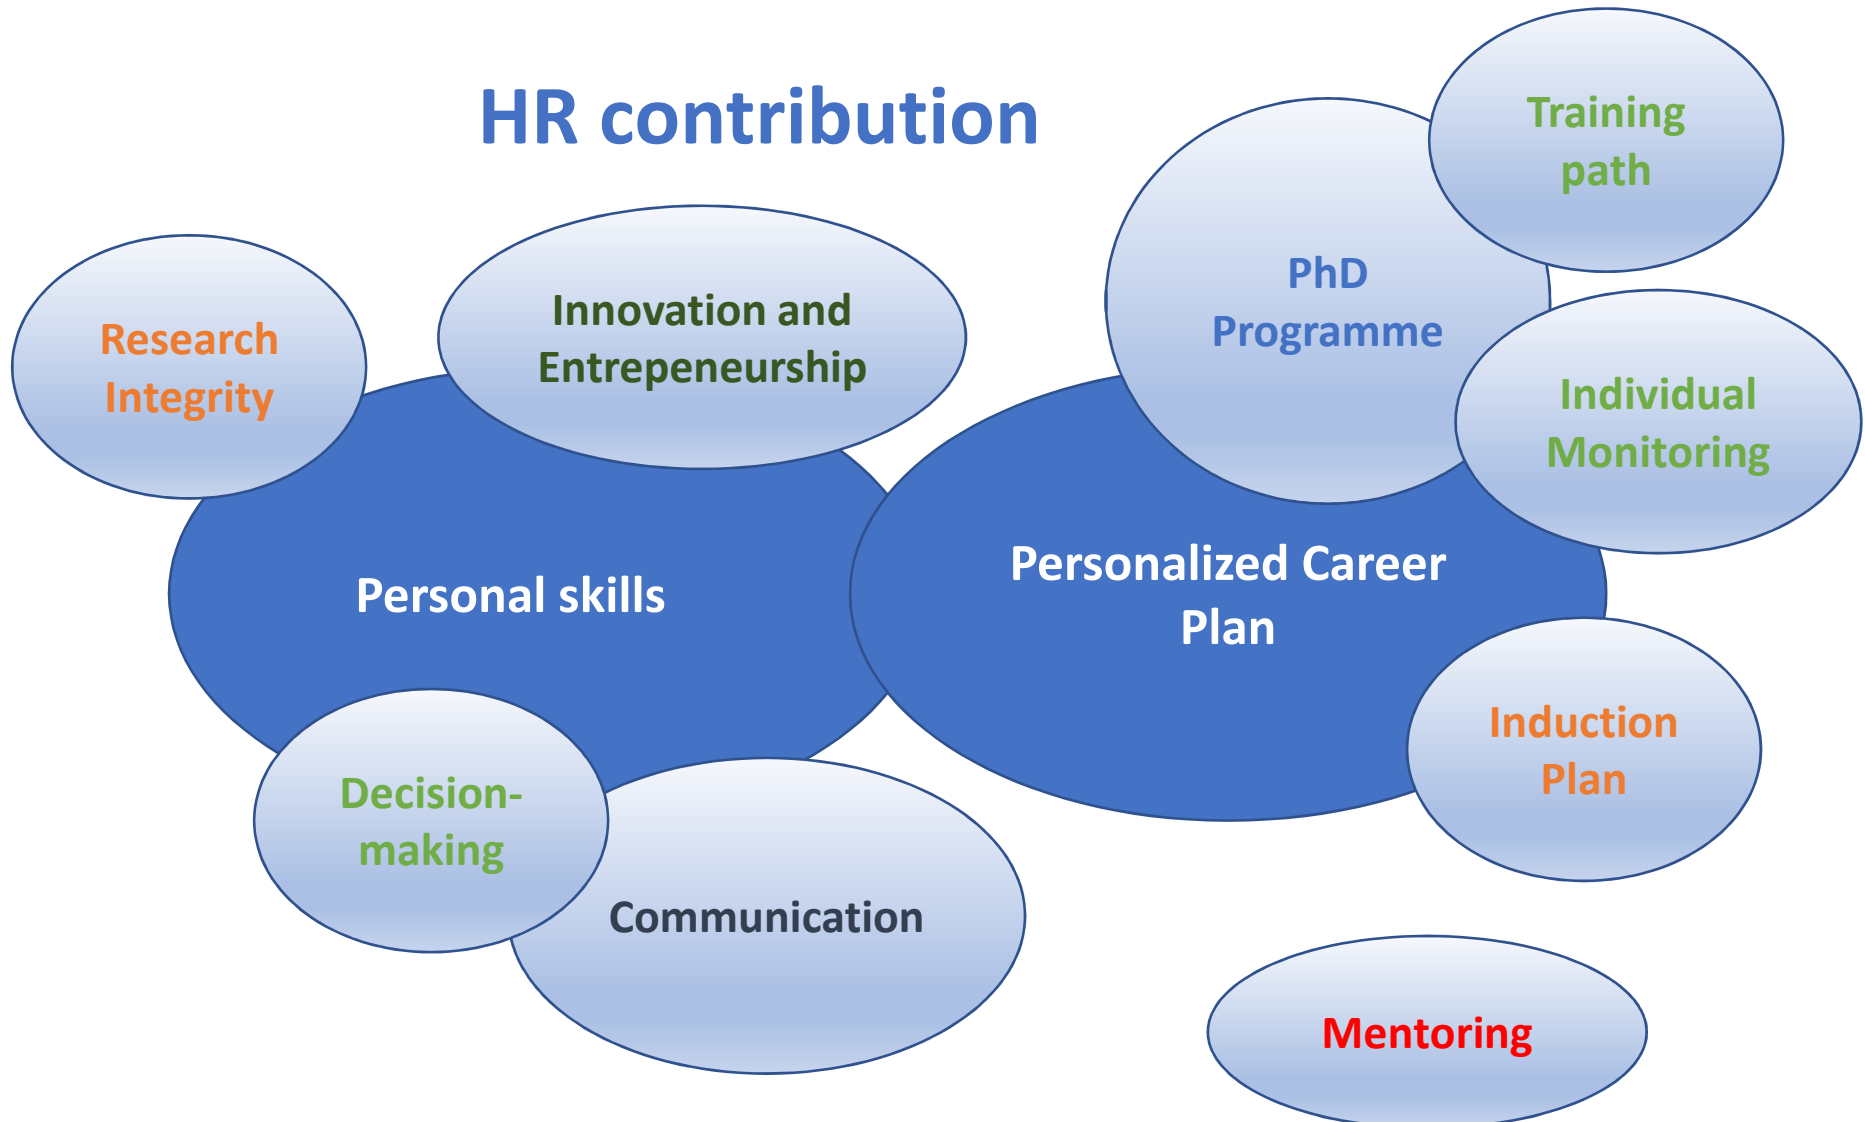 HR contribution
Research
Integrity
Innovation and
Entrepeneurship
Personal skills
Decision-
making
Communication
Training
path
PhD
Programme
Individual
Monitoring
Personalized Career
Plan
Induction
Plan
Mentoring